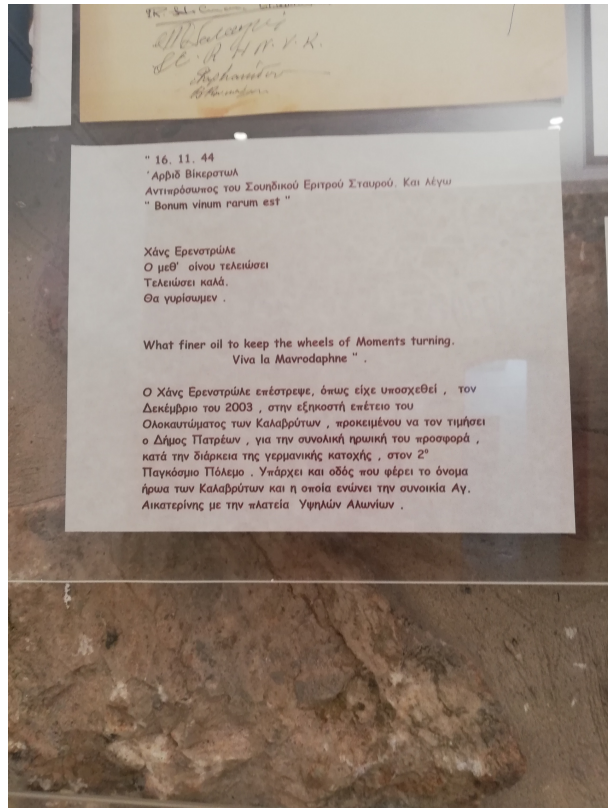 " 16. 11. 44
'Αρβιδ Βίκερστωλ
Αντιπρόσωπος του Σουηδικού Εριτρού Σταυρού. Και λέγω
" Bonum vinum rarum est "
Χάνς Ερενστρώλε
Ο μεθ' οίνου τελειώσει
Τελειώσει καλά.
Θα γυρίσωμεν .
What finer oil to keep the wheels of Moments turning.
Viva la Mavrodaphne " .
Ο Χάνς Ερενστρώλε επέστρεψε, όπως είχε υποσχεθεί , τον
Δεκέμβριο του 2003 , στην εξηκοστή επέτειο του
Ολοκαυτώματος των Καλαβρύτων , προκειμένου να τον τιμήσει
ο Δήμος Πατρέων , για την συνολική ηρωική του προσφορά ,
κατά την διάρκεια της γερμανικής κατοχής , στον 2°
Παγκόσμιο Πόλεμο . Υπάρχει και οδός που φέρει το όνομα
ήρωα των Καλαβρύτων και η οποία ενώνει την συνοικία Αγ.
Αικατερίνης με την πλατεία Υψηλών Αλωνίων .